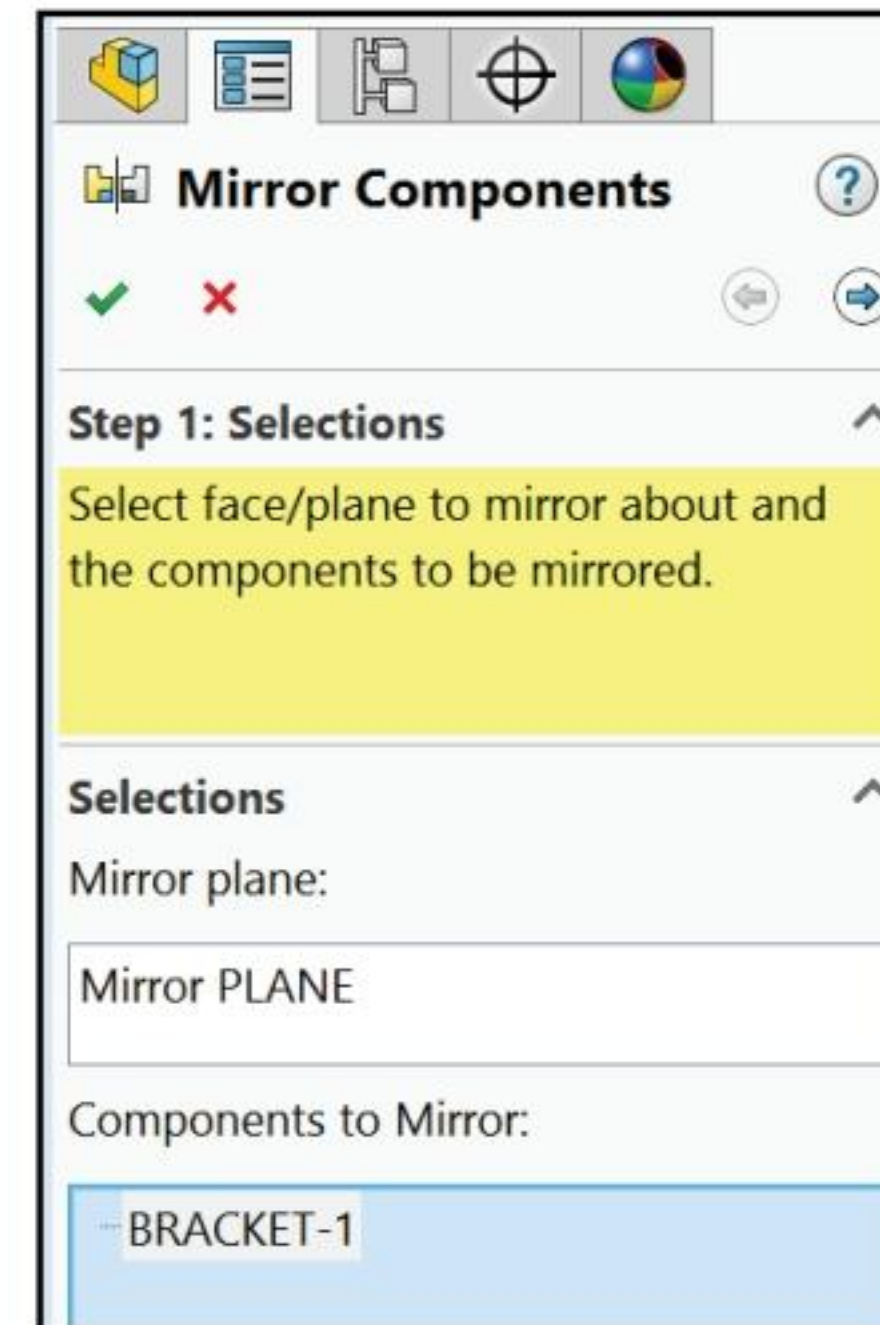 Mirror Components
?
Step 1: Selections
Select face/plane to mirror about and
the components to be mirrored.
Selections
Mirror plane:
Mirror PLANE
Components to Mirror:
BRACKET-1